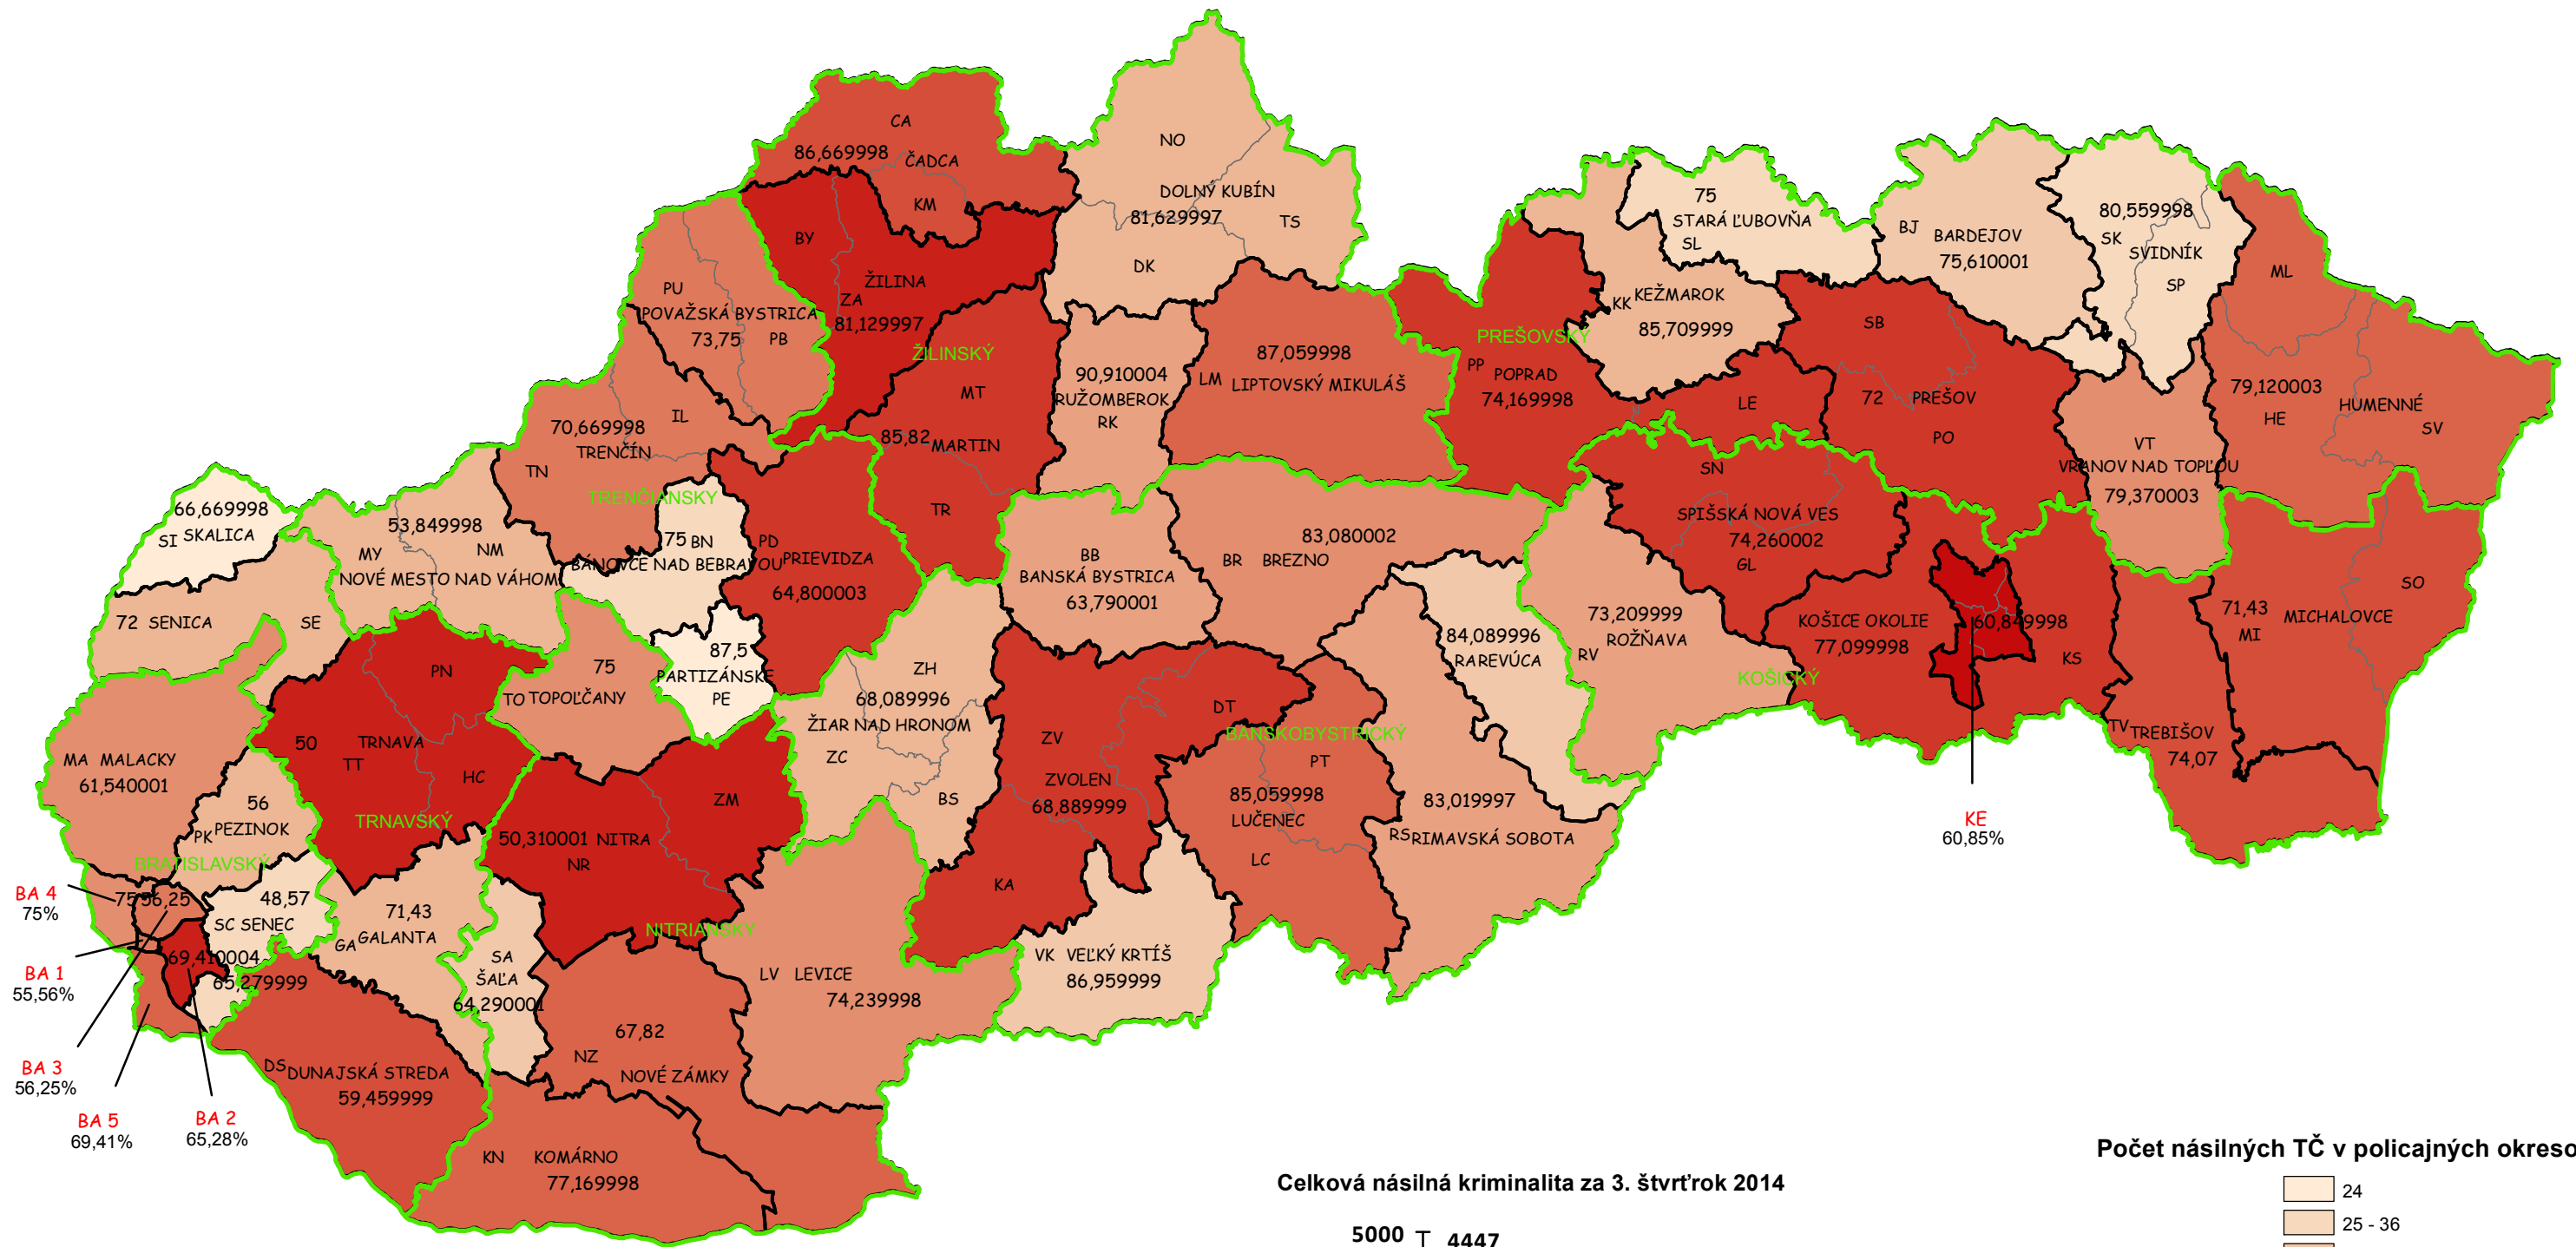 CA
86,669998
ČADCA
KM
NO
DOLNÝ KUBÍN
81,629997
TS
DK
BY
ŽILINA
ZA
81,129997
ŽILINSKÝ
PU
POVAŽSKÁ BYSTRICA
73,75
PB
MT
85,82
MARTIN
TR
90,910004
RUŽOMBEROK
RK
87,059998
LM
LIPTOVSKÝ MIKULÁŠ
75
STARÁ ĽUBOVŇA
SL
KK
KEŽMAROK
85,709999
PREŠOVSKÝ
PP
POPRAD
74,169998
LE
BJ
BARDEJOV
75,610001
80,559998
SK
SVIDNÍK
SP
SB
72
PREŠOV
PO
ML
79,120003
HE
HUMENNÉ
SV
VT
VRANOV NAD TOPĽOU
79,370003
IL
70,669998
TRENČÍN
TN
TRENČIANSKY
66,669998
SI SKALICA
53,849998
MY
NM
NOVÉ MESTO NAD VÁHOM
75 BN
BÁNOVCE NAD BEBRAVOU
PD
PRIEVIDZA
64,800003
87,5
PARTIZÁNSKE
PE
72 SENICA
SE
BB
BANSKÁ BYSTRICA
63,790001
83,080002
BR
BREZNO
SN
SPIŠSKÁ NOVÁ VES
74,260002
GL
73,209999
ROŽŇAVA
RV
84,089996
RA REVÚCA
KOŠICE OKOLIE
77,099998
60,849998
KS
KOŠICKÝ
KE
60,85%
71,43
MICHALOVCE
MI
SO
TV TREBIŠOV
74,07
PN
50
TRNAVA
TT
HC
TRNAVSKÝ
75
TO TOPOĽČANY
ZH
68,089996
ŽIAR NAD HRONOM
ZC
BS
DT
ZV
ZVOLEN
68,889999
KA
BANSKOBYSTRICKÝ
PT
85,059998
LUČENEC
LC
83,019997
RS RIMAVSKÁ SOBOTA
MA MALACKY
61,540001
56
PK PEZINOK
BRATISLAVSKÝ
ZM
50,310001 NITRA
NR
NITRIANSKY
75 56,25
48,57
SC SENEC
71,43
GA GALANTA
SA
ŠAĽA
64,290001
69,410004
65,279999
LV LEVICE
74,239998
VK VEĽKÝ KRTÍŠ
86,959999
67,82
NZ
NOVÉ ZÁMKY
DS DUNAJSKÁ STREDA
59,459999
KN KOMÁRNO
77,169998
BA 4
75%
BA 1
55,56%
BA 3
56,25%
BA 5
69,41%
BA 2
65,28%
Celková násilná kriminalita za 3. štvrťrok 2014
5000
4447
Počet násilných TČ v policajných okreso
24
25 - 36